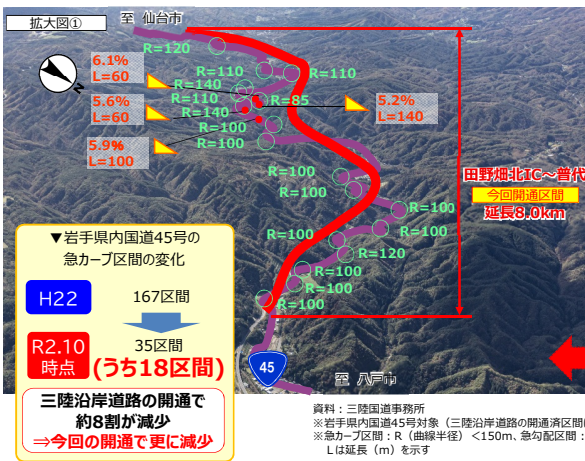 拡大図①
至 仙台市
R=120
6.1%
L=60
R=110
R=110
R=140
R=110
R=85
5.2%
L=140
5.6%
L=60
R=140
R=100
5.9%
L=100
R=100
R=100
R=100
R=100
田野畑北IC~普代
今回開通区間
延長8.0km
R=100
R=120
R=100
R=100
R=100
▼岩手県内国道45号の
急カーブ区間の変化
H22
167区間
R2.10
時点
35区間
(うち18区間)
三陸沿岸道路の開通で
約8割が減少
⇒今回の開通で更に減少
45
至 八戸市
資料:三陸国道事務所
※岩手県内国道45号対象(三陸沿岸道路の開通済区間に
※急カーブ区間:R(曲線半径)<150m、急勾配区間:
Lは延長(m)を示す